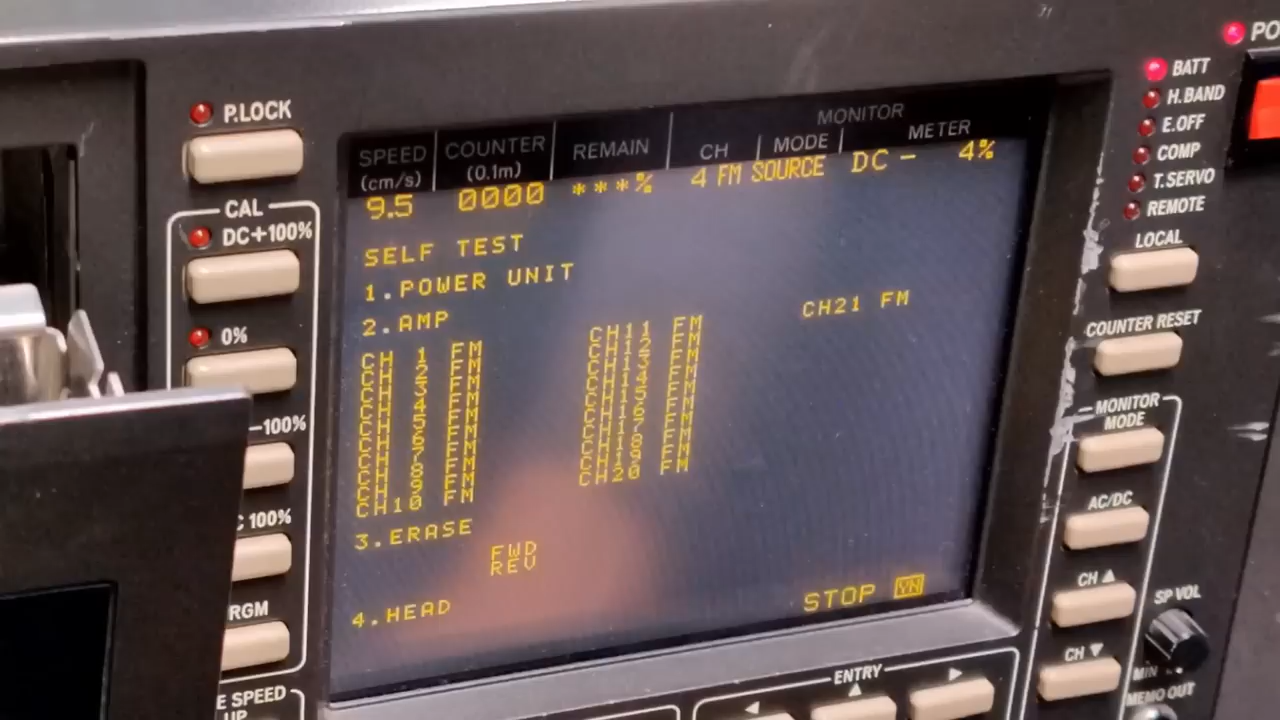 P.LOCK
CAL
DC+100%
0%
-100%
100%
RGM
E SPEED
UP
MONITOR
SPEED COUNTER REMAIN CH MODE METER
(cm/s) (0.1m)
9.5 0000 ***% 4 FM SOURCE DC - 4%
SELF TEST
1.POWER UNIT
2.AMP
CH 1 FM CH11 FM CH21 FM
CH 2 FM CH12 FM
CH 3 FM CH13 FM
CH 4 FM CH14 FM
CH 5 FM CH15 FM
CH 6 FM CH16 FM
CH 7 FM CH17 FM
CH 8 FM CH18 FM
CH 9 FM CH19 FM
CH10 FM CH20 FM
3.ERASE
FWD
REV
4.HEAD
STOP YN
ENTRY
◄ ▲ ►
PO
BATT
H.BAND
E.OFF
COMP
T.SERVO
REMOTE
LOCAL
COUNTER RESET
MONITOR
MODE
AC/DC
CH ▲
CH ▼
SP VOL
MIN
MEMO OUT